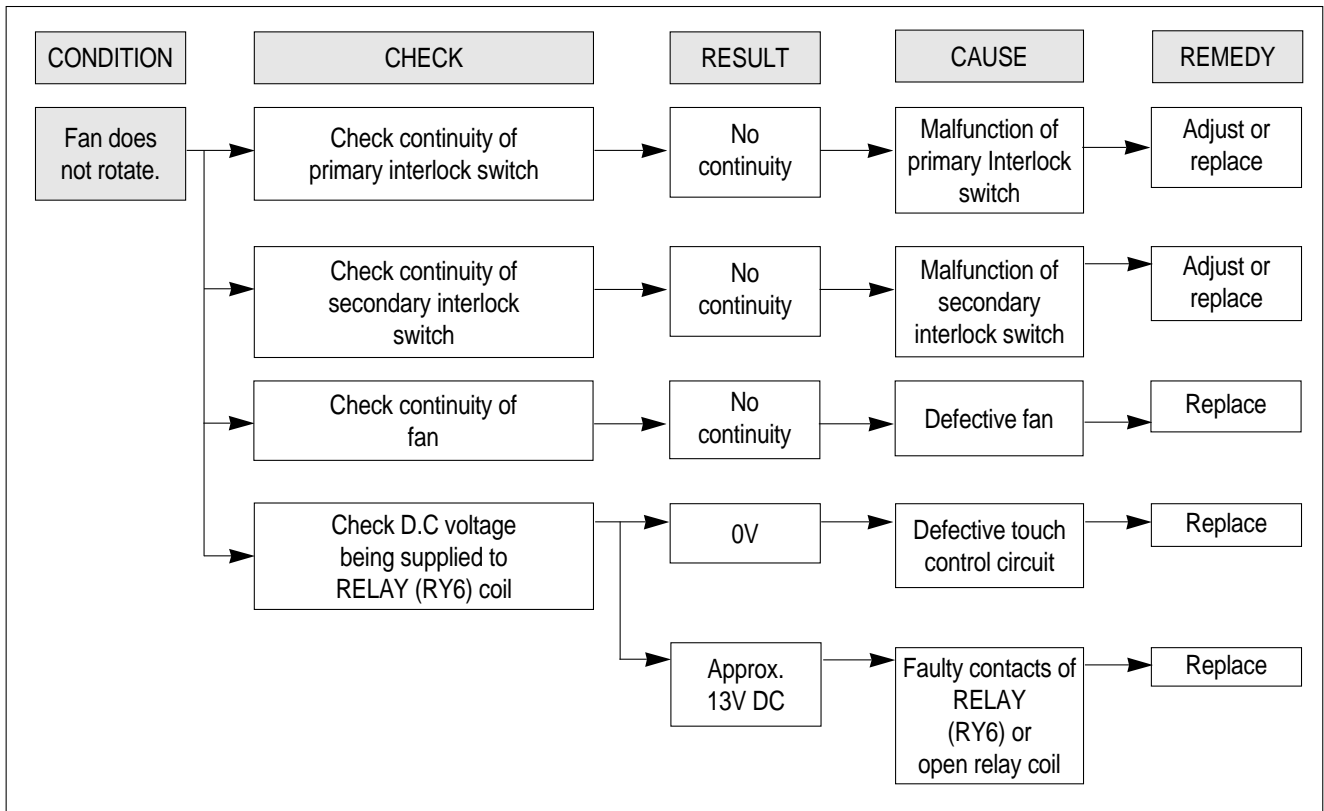 CONDITION
CHECK
RESULT
CAUSE
REMEDY
Fan does
not rotate.
Check continuity of
primary interlock switch
No
continuity
Malfunction of
primary Interlock
switch
Adjust or
replace
Check continuity of
secondary interlock
switch
No
continuity
Malfunction of
secondary
interlock switch
Adjust or
replace
Check continuity of
fan
No
continuity
Defective fan
Replace
Check D.C voltage
being supplied to
RELAY (RY6) coil
0V
Defective touch
control circuit
Replace
Approx.
13V DC
Faulty contacts of
RELAY
(RY6) or
open relay coil
Replace